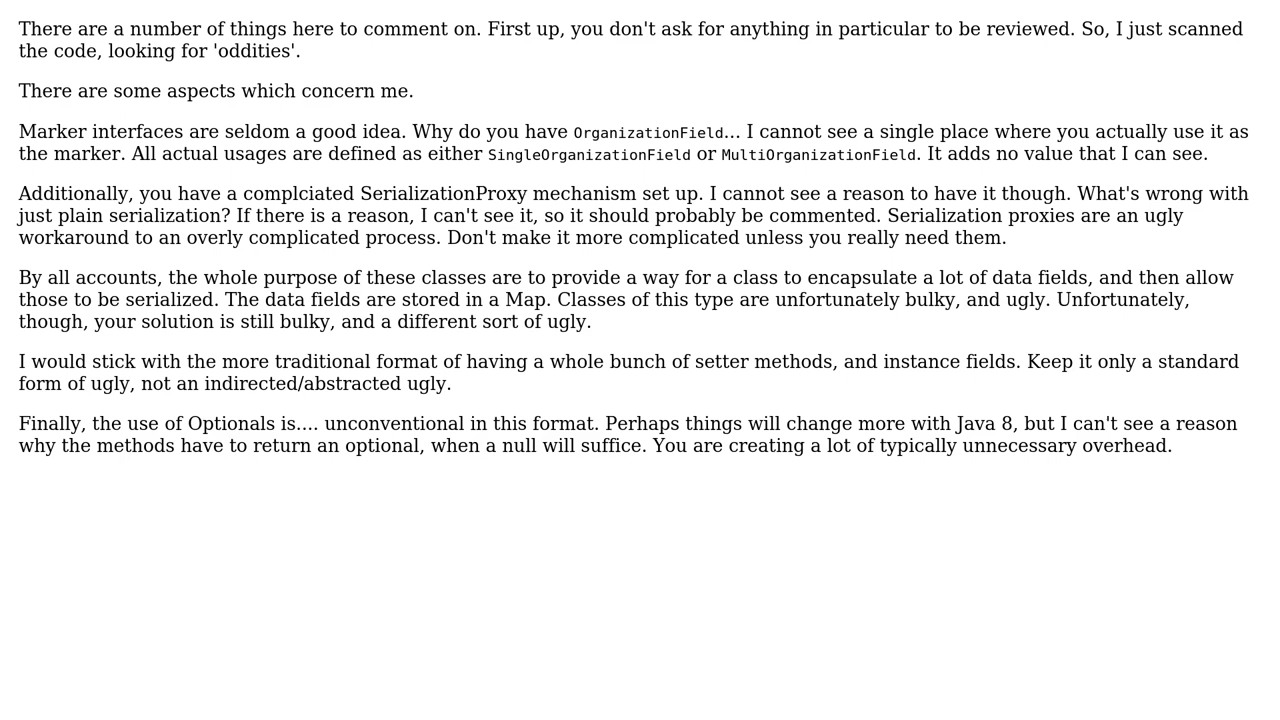 There are a number of things here to comment on. First up, you don't ask for anything in particular to be reviewed. So, I just scanned
the code, looking for 'oddities'.
There are some aspects which concern me.
Marker interfaces are seldom a good idea. Why do you have OrganizationField... I cannot see a single place where you actually use it as
the marker. All actual usages are defined as either SingleOrganizationField or MultiOrganizationField. It adds no value that I can see.
Additionally, you have a complciated SerializationProxy mechanism set up. I cannot see a reason to have it though. What's wrong with
just plain serialization? If there is a reason, I can't see it, so it should probably be commented. Serialization proxies are an ugly
workaround to an overly complicated process. Don't make it more complicated unless you really need them.
By all accounts, the whole purpose of these classes are to provide a way for a class to encapsulate a lot of data fields, and then allow
those to be serialized. The data fields are stored in a Map. Classes of this type are unfortunately bulky, and ugly. Unfortunately,
though, your solution is still bulky, and a different sort of ugly.
I would stick with the more traditional format of having a whole bunch of setter methods, and instance fields. Keep it only a standard
form of ugly, not an indirected/abstracted ugly.
Finally, the use of Optionals is.... unconventional in this format. Perhaps things will change more with Java 8, but I can't see a reason
why the methods have to return an optional, when a null will suffice. You are creating a lot of typically unnecessary overhead.